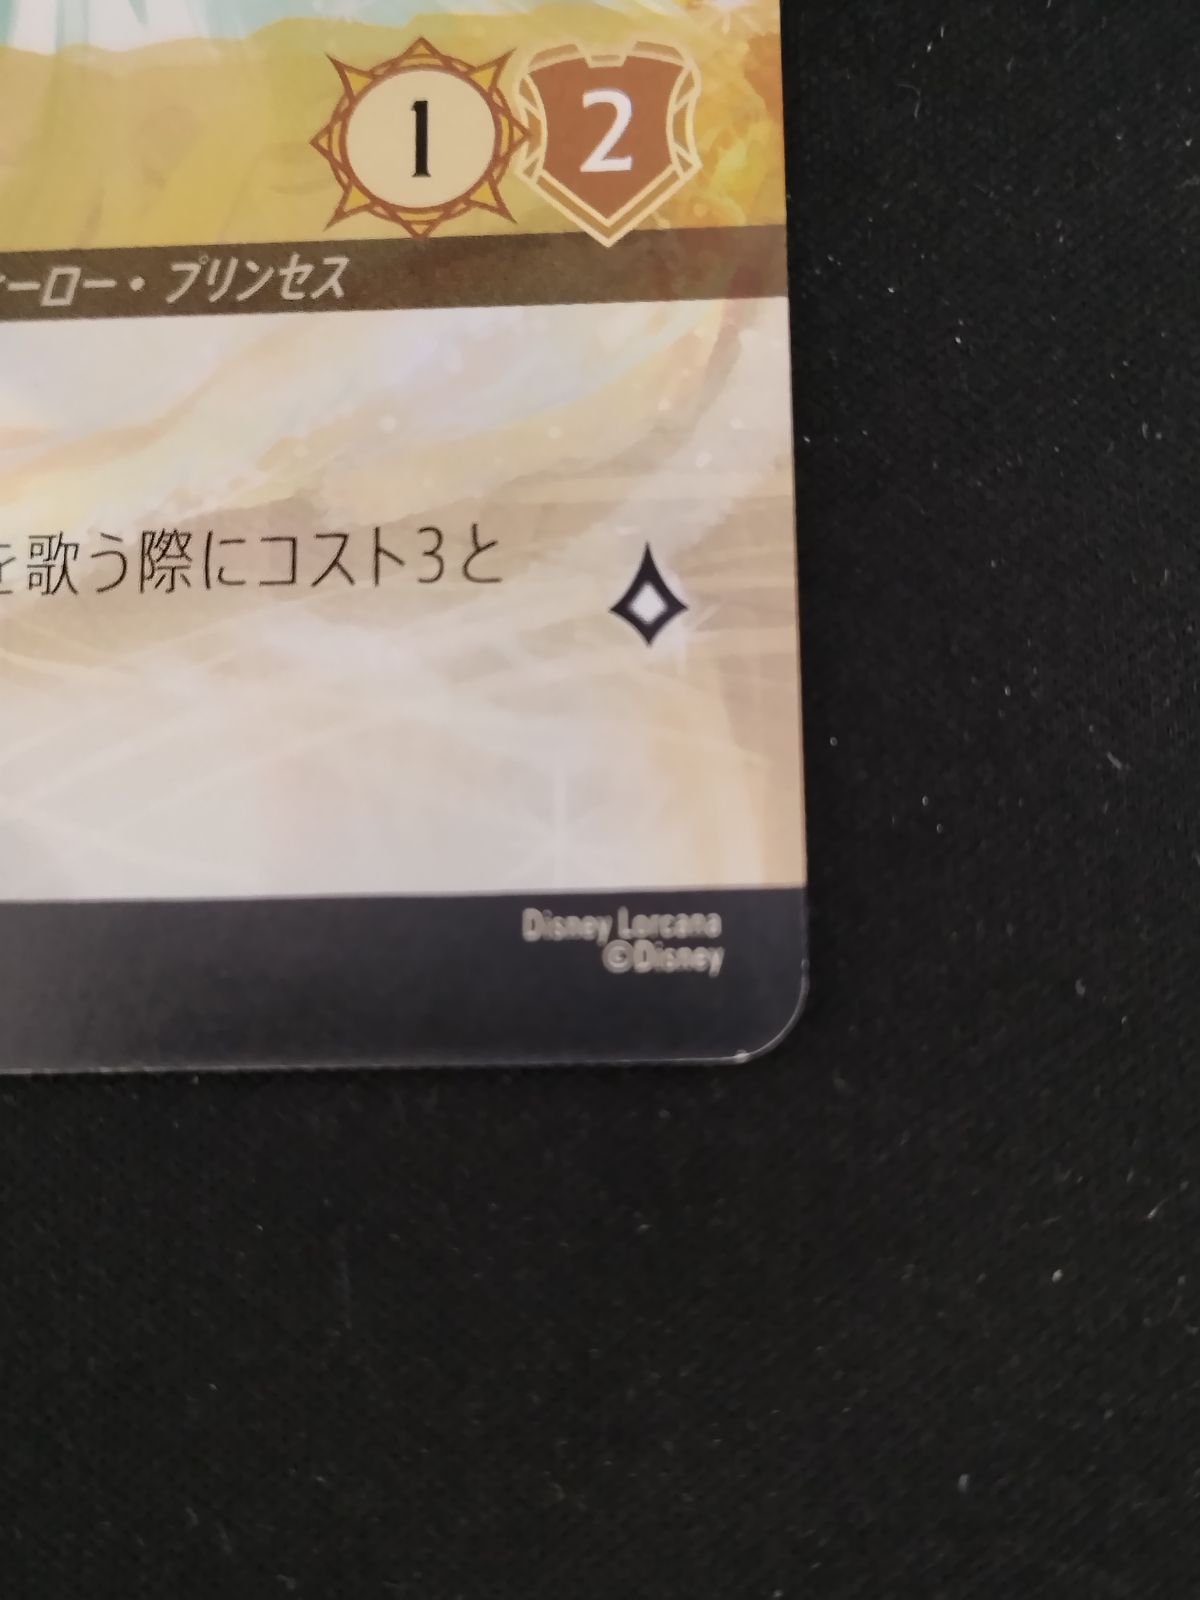 1 2
ーロー・プリンセス
を歌う際にコスト3と
Disney Lorcana
©Disney